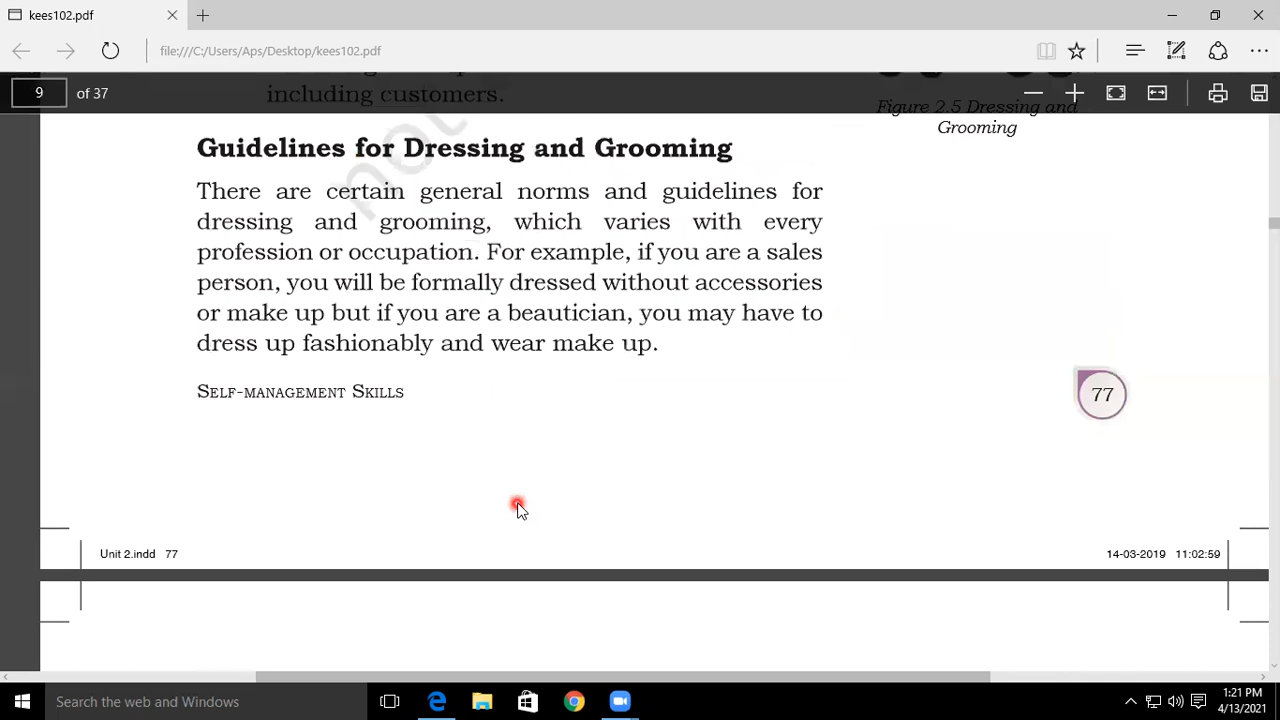 kees102.pdf
file:///C:/Users/Aps/Desktop/kees102.pdf
9 of 37
including customers.
Figure 2.5 Dressing and
Grooming
not
Guidelines for Dressing and Grooming
There are certain general norms and guidelines for
dressing and grooming, which varies with every
profession or occupation. For example, if you are a sales
person, you will be formally dressed without accessories
or make up but if you are a beautician, you may have to
dress up fashionably and wear make up.
SELF-MANAGEMENT SKILLS
77
Unit 2.indd 77
14-03-2019 11:02:59
Search the web and Windows
1:21 PM
4/13/2021